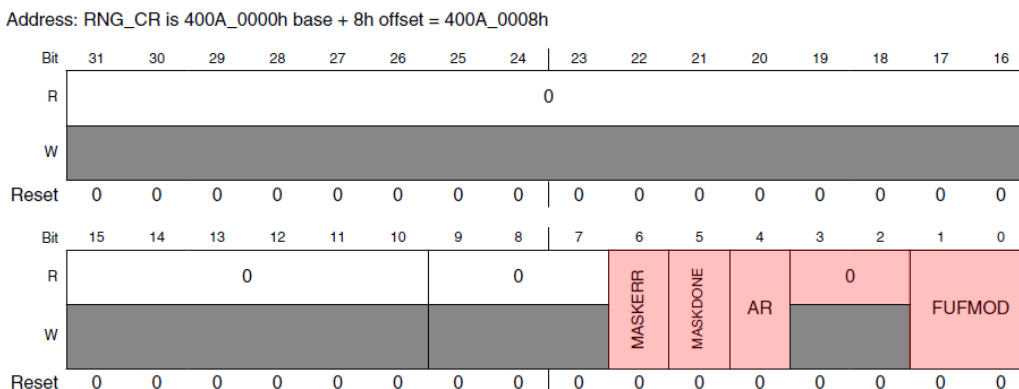 Address: RNG_CR is 400A_0000h base + 8h offset = 400A_0008h
Bit 31 30 29 28 27 26 25 24 23 22 21 20 19 18 17 16
R 0
W
Reset 0 0 0 0 0 0 0 0 0 0 0 0 0 0 0 0
Bit 15 14 13 12 11 10 9 8 7 6 5 4 3 2 1 0
R 0 0 MASKERR MASKDONE AR 0 FUFMOD
W
Reset 0 0 0 0 0 0 0 0 0 0 0 0 0 0 0 0